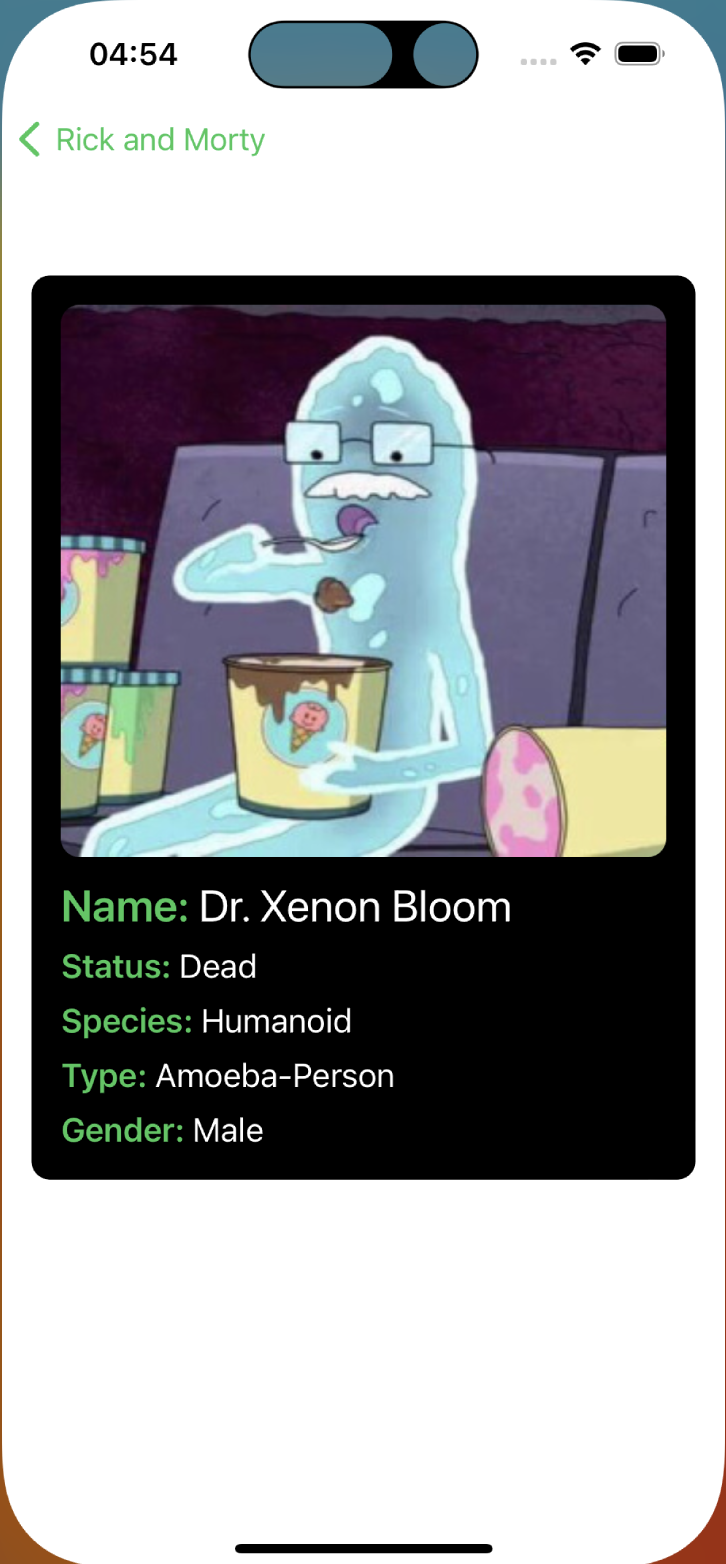 04:54
Rick and Morty
Name: Dr. Xenon Bloom
Status: Dead
Species: Humanoid
Type: Amoeba-Person
Gender: Male